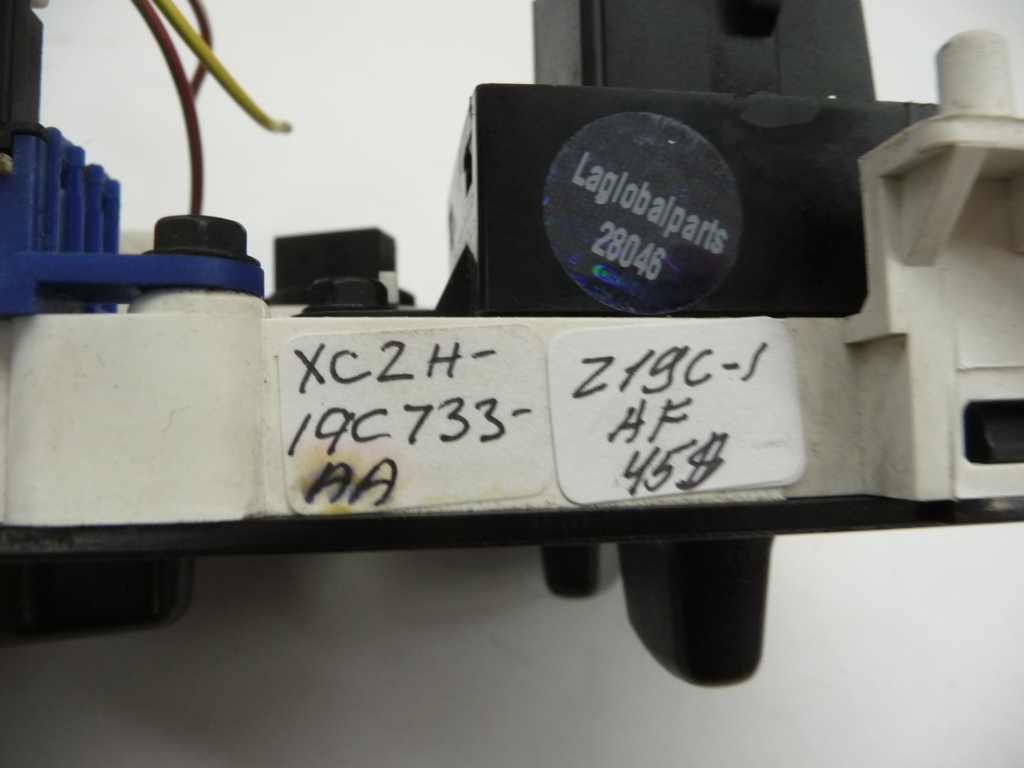 Laglobalparts
28046
XC2H-
19C733-
AA
Z19C-1
AF
45$